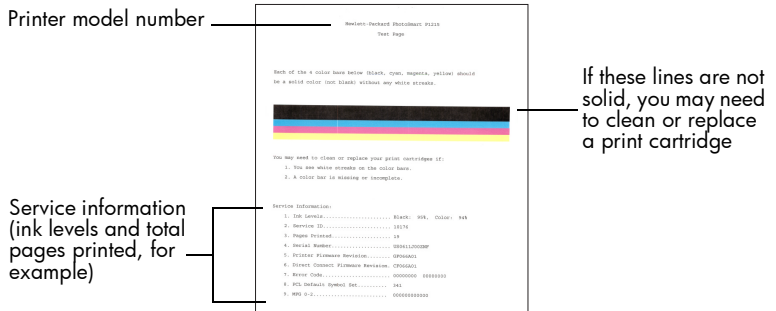 Printer model number
Hewlett-Packard PhotoSmart P1215
Test Page
Each of the 4 color bars below (black, cyan, magenta, yellow) should
be a solid color (not blank) without any white streaks.
If these lines are not
solid, you may need
to clean or replace
a print cartridge
You may need to clean or replace your print cartridges if:
1. You see white streaks on the color bars.
2. A color bar is missing or incomplete.
Service information
(ink levels and total
pages printed, for
example)
Service Information:
1. Ink Levels....................... Black: 95%, Color: 94%
2. Service ID....................... 18176
3. Pages Printed.................... 19
4. Serial Number....................
5. Printer Firmware Revision........ GP066A01
6. Direct Connect Firmware Revision. CP066A01
7. Error Code....................... 00000000 00000000
8. PCL Default Symbol Set.......... 341
9. MPG 0-2......................... 000000000000